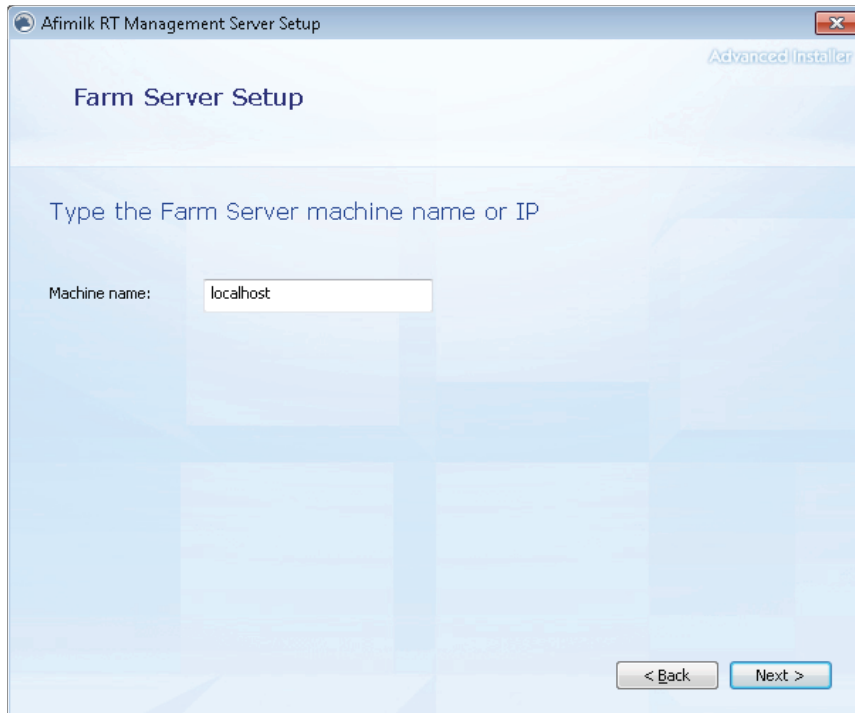 Afimilk RT Management Server Setup
Advanced Installer
Farm Server Setup
Type the Farm Server machine name or IP
Machine name:
localhost
< Back
Next >